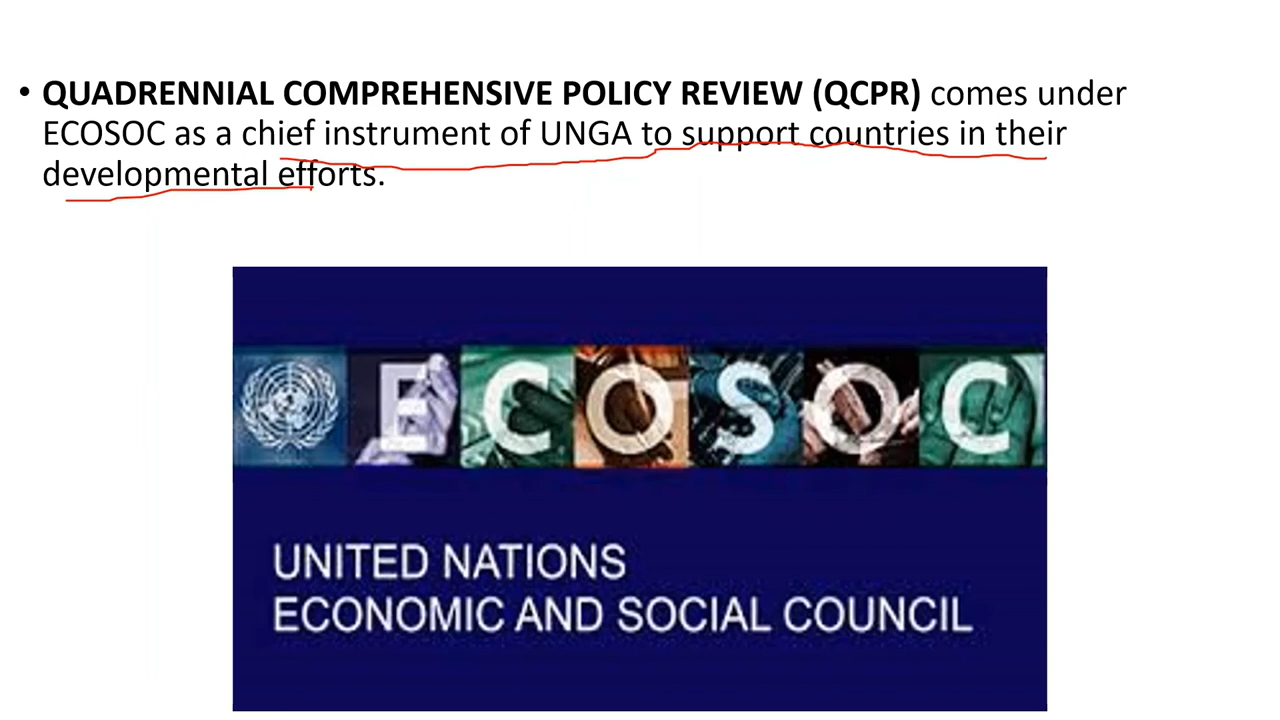 • QUADRENNIAL COMPREHENSIVE POLICY REVIEW (QCPR) comes under
ECOSOC as a chief instrument of UNGA to support countries in their
developmental efforts.
ECOSOC
UNITED NATIONS
ECONOMIC AND SOCIAL COUNCIL